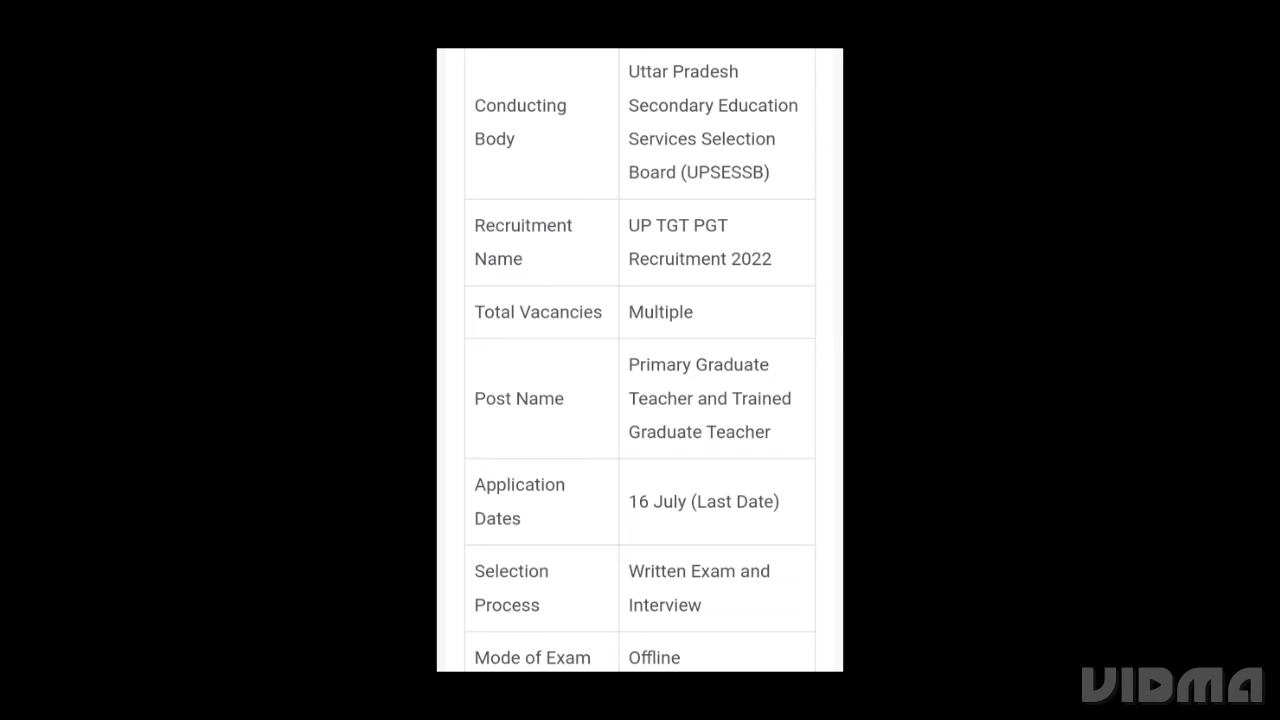 Conducting
Body
Uttar Pradesh
Secondary Education
Services Selection
Board (UPSESSB)
Recruitment
Name
UP TGT PGT
Recruitment 2022
Total Vacancies
Multiple
Post Name
Primary Graduate
Teacher and Trained
Graduate Teacher
Application
Dates
16 July (Last Date)
Selection
Process
Written Exam and
Interview
Mode of Exam
Offline
VIDMA